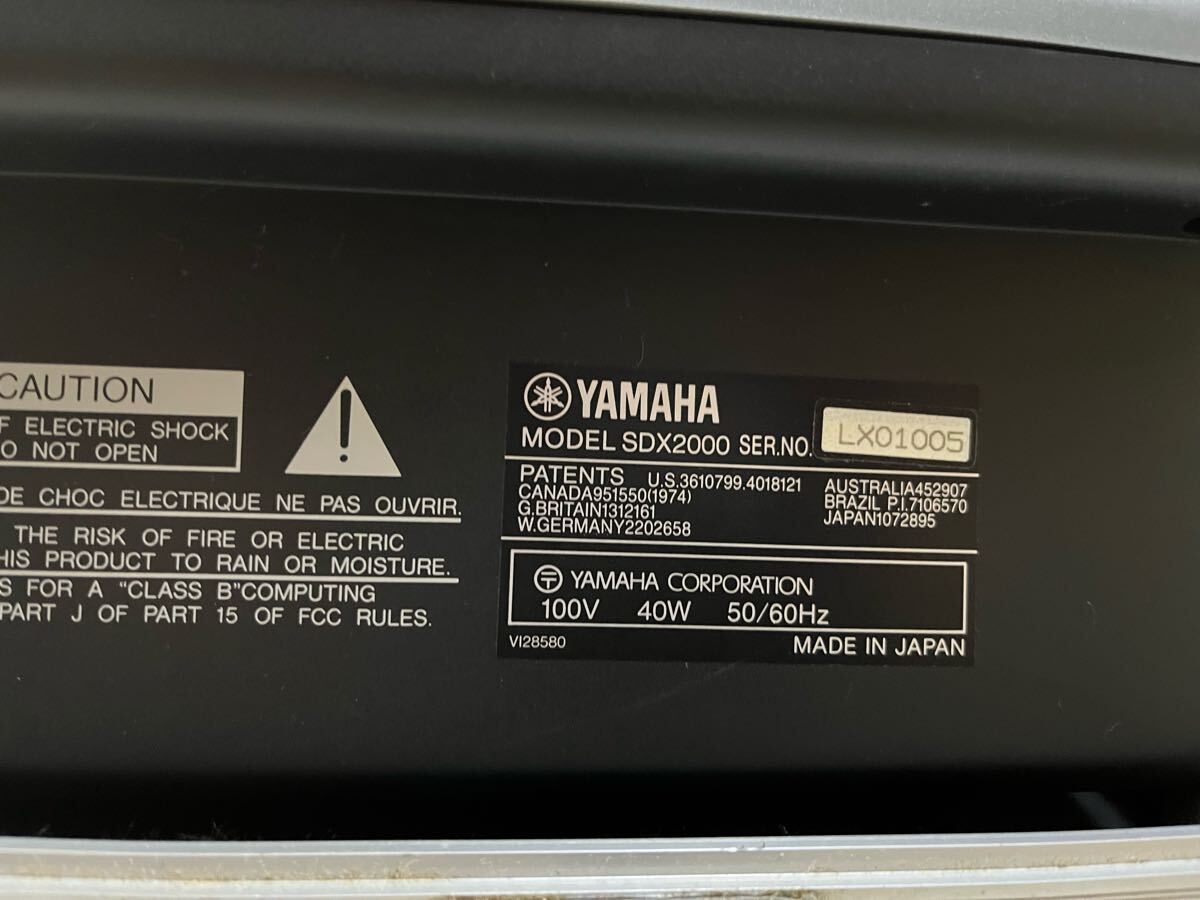 CAUTION
ELECTRIC SHOCK
NOT OPEN
DE CHOC ELECTRIQUE NE PAS OUVRIR.
THE RISK OF FIRE OR ELECTRIC
PRODUCT TO RAIN OR MOISTURE.
FOR A “CLASS B”COMPUTING
PART J OF PART 15 OF FCC RULES.
YAMAHA
MODEL SDX2000 SER.NO. LX01005
PATENTS U.S.3610799.4018121
CANADA951550(1974)
G.BRITAIN1312161
W.GERMANY2202658
AUSTRALIA452907
BRAZIL P.I.7106570
JAPAN1072895
YAMAHA CORPORATION
100V 40W 50/60Hz
VI28580 MADE IN JAPAN